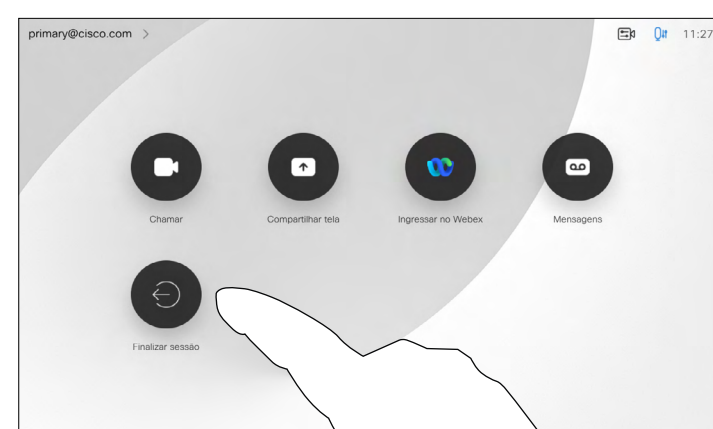 primary@cisco.com
11:27
Chamar
Compartilhar tela
Ingressar no Webex
Mensagens
Finalizar sessão